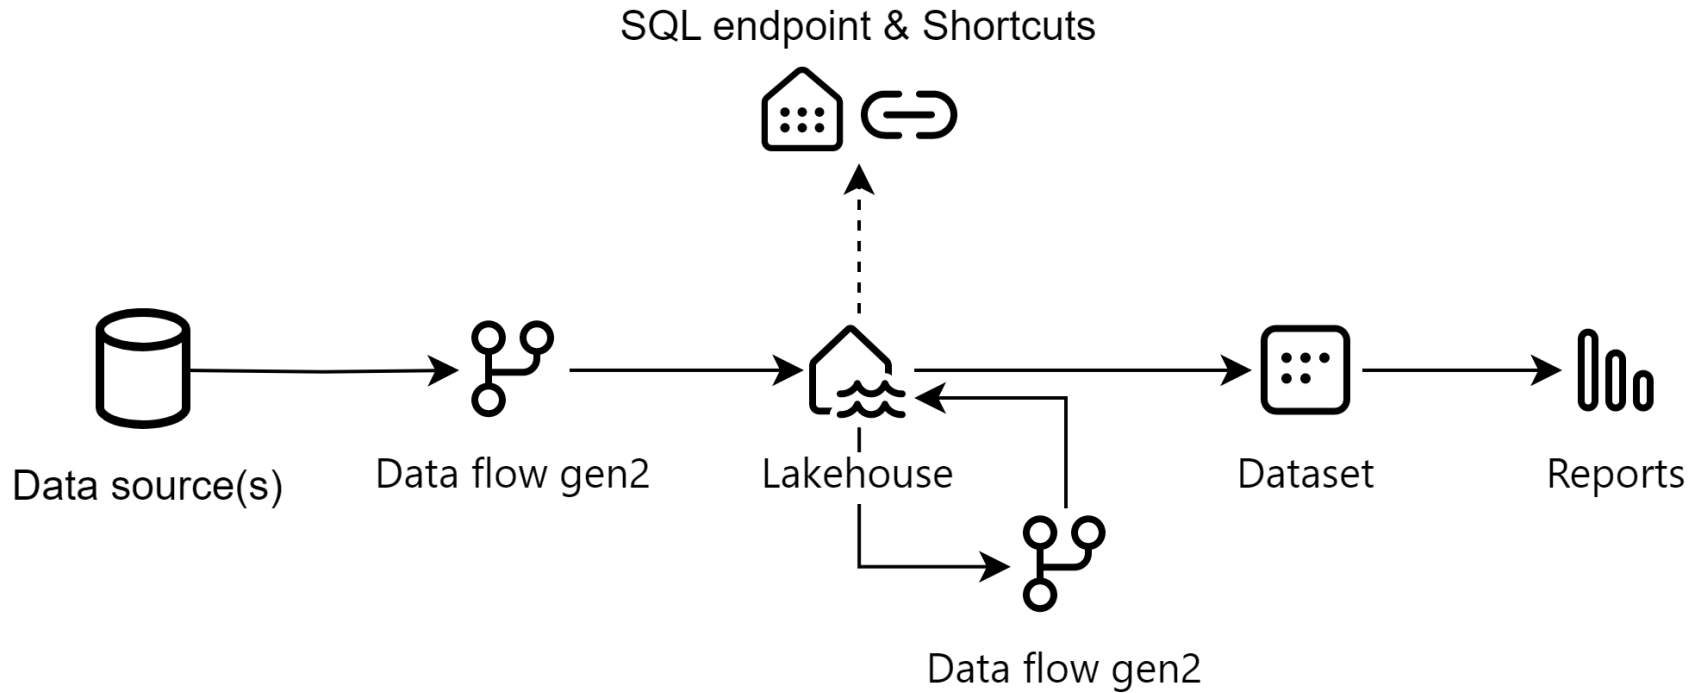 SQL endpoint & Shortcuts
Data source(s)
Data flow gen2
Lakehouse
Dataset
Reports
Data flow gen2